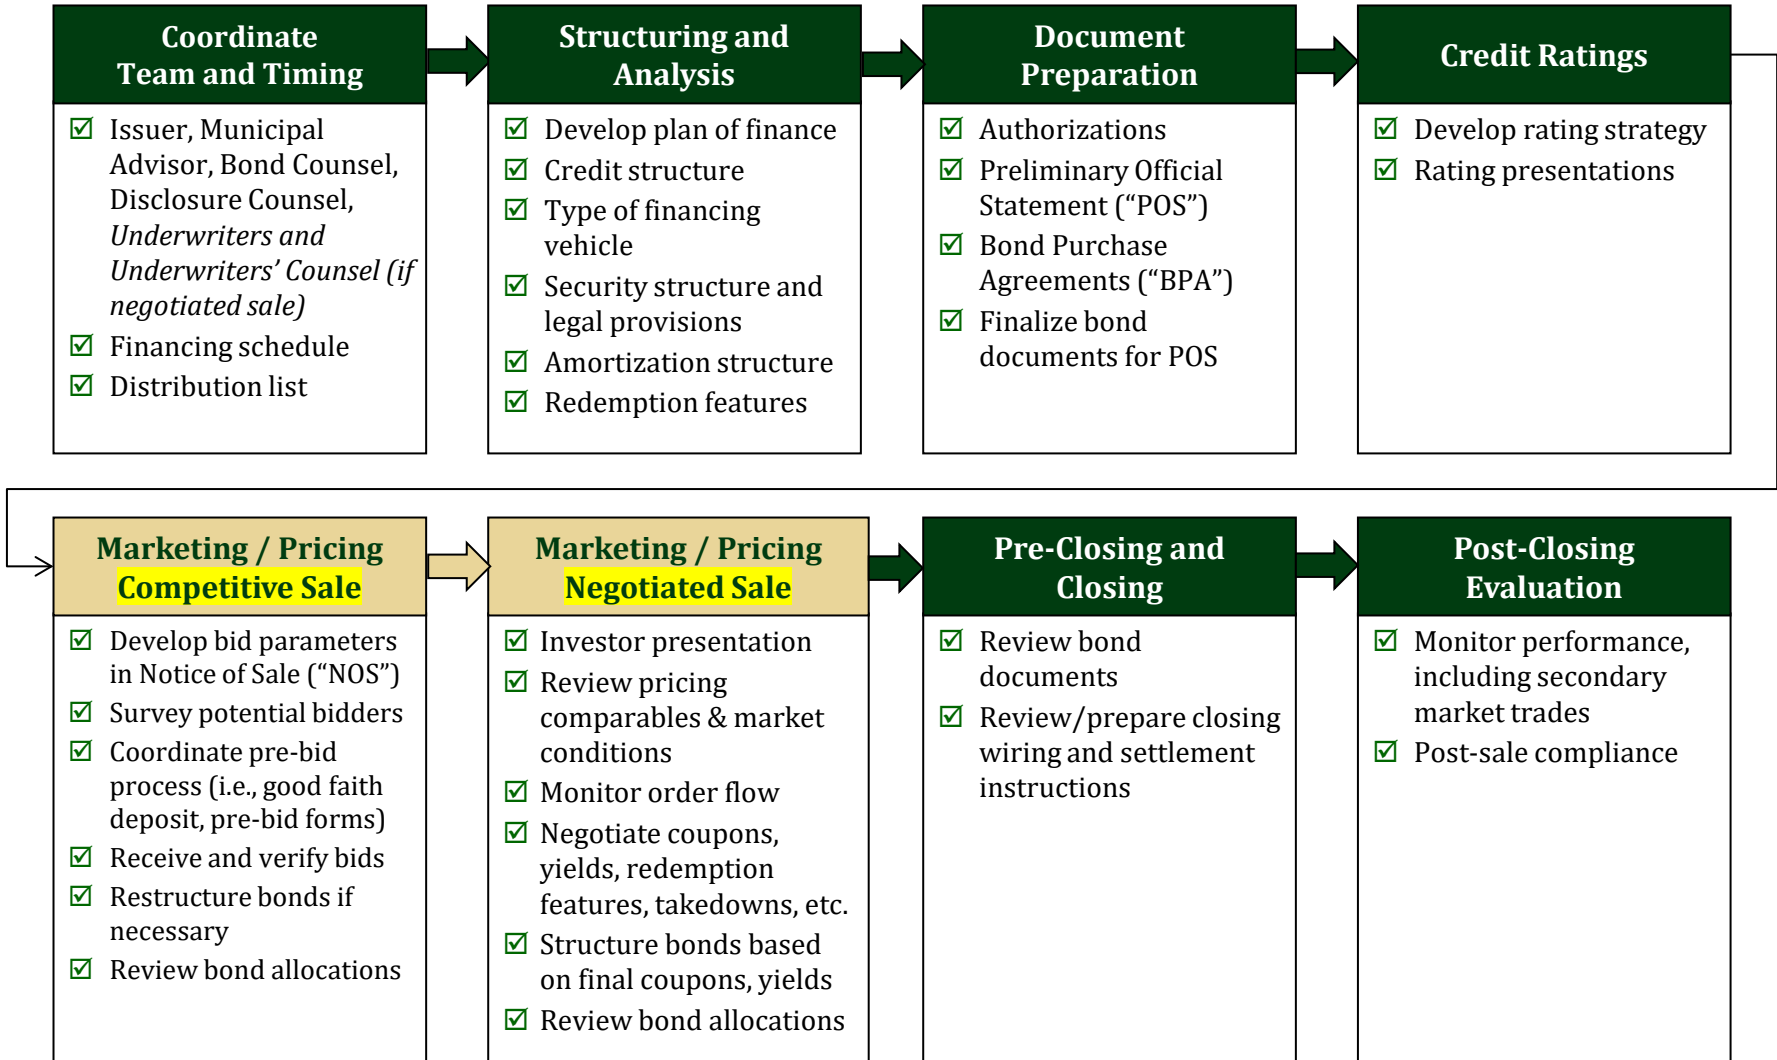 Coordinate
Team and Timing
Issuer, Municipal
Advisor, Bond Counsel,
Disclosure Counsel,
Underwriters and
Underwriters’ Counsel (if
negotiated sale)
Financing schedule
Distribution list
Structuring and
Analysis
Develop plan of finance
Credit structure
Type of financing
vehicle
Security structure and
legal provisions
Amortization structure
Redemption features
Document
Preparation
Authorizations
Preliminary Official
Statement (“POS”)
Bond Purchase
Agreements (“BPA”)
Finalize bond
documents for POS
Credit Ratings
Develop rating strategy
Rating presentations
Marketing / Pricing
Competitive Sale
Develop bid parameters
in Notice of Sale (“NOS”)
Survey potential bidders
Coordinate pre-bid
process (i.e., good faith
deposit, pre-bid forms)
Receive and verify bids
Restructure bonds if
necessary
Review bond allocations
Marketing / Pricing
Negotiated Sale
Investor presentation
Review pricing
comparables & market
conditions
Monitor order flow
Negotiate coupons,
yields, redemption
features, takedowns, etc.
Structure bonds based
on final coupons, yields
Review bond allocations
Pre-Closing and
Closing
Review bond
documents
Review/prepare closing
wiring and settlement
instructions
Post-Closing
Evaluation
Monitor performance,
including secondary
market trades
Post-sale compliance